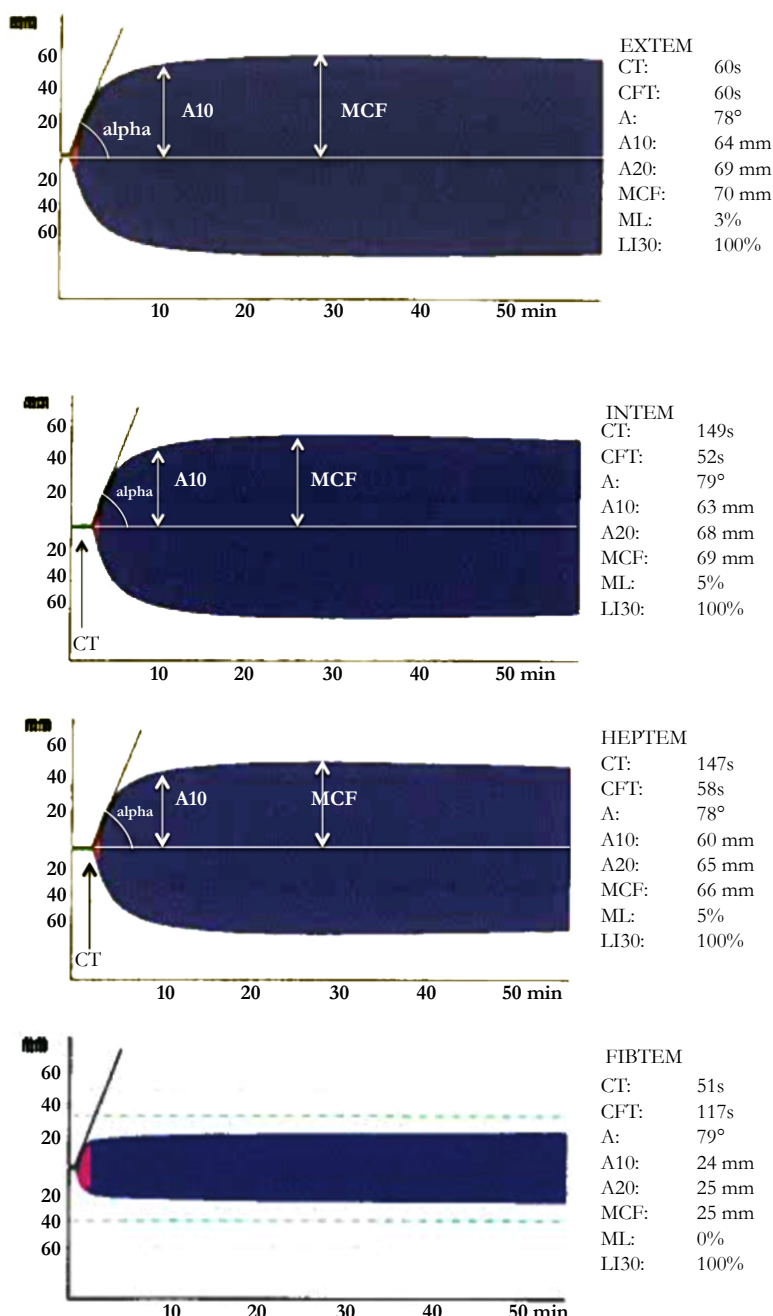 60
40
20
20
40
60
alpha
A10
MCF
10 20 30 40 50 min
EXTEM
CT: 60s
CFT: 60s
A: 78°
A10: 64 mm
A20: 69 mm
MCF: 70 mm
ML: 3%
LI30: 100%
60
40
20
20
40
60
alpha
A10
MCF
CT
10 20 30 40 50 min
INTEM
CT: 149s
CFT: 52s
A: 79°
A10: 63 mm
A20: 68 mm
MCF: 69 mm
ML: 5%
LI30: 100%
60
40
20
20
40
60
alpha
A10
MCF
CT
10 20 30 40 50 min
HEPTEM
CT: 147s
CFT: 58s
A: 78°
A10: 60 mm
A20: 65 mm
MCF: 66 mm
ML: 5%
LI30: 100%
60
40
20
20
40
60
10 20 30 40 50 min
FIBTEM
CT: 51s
CFT: 117s
A: 79°
A10: 24 mm
A20: 25 mm
MCF: 25 mm
ML: 0%
LI30: 100%